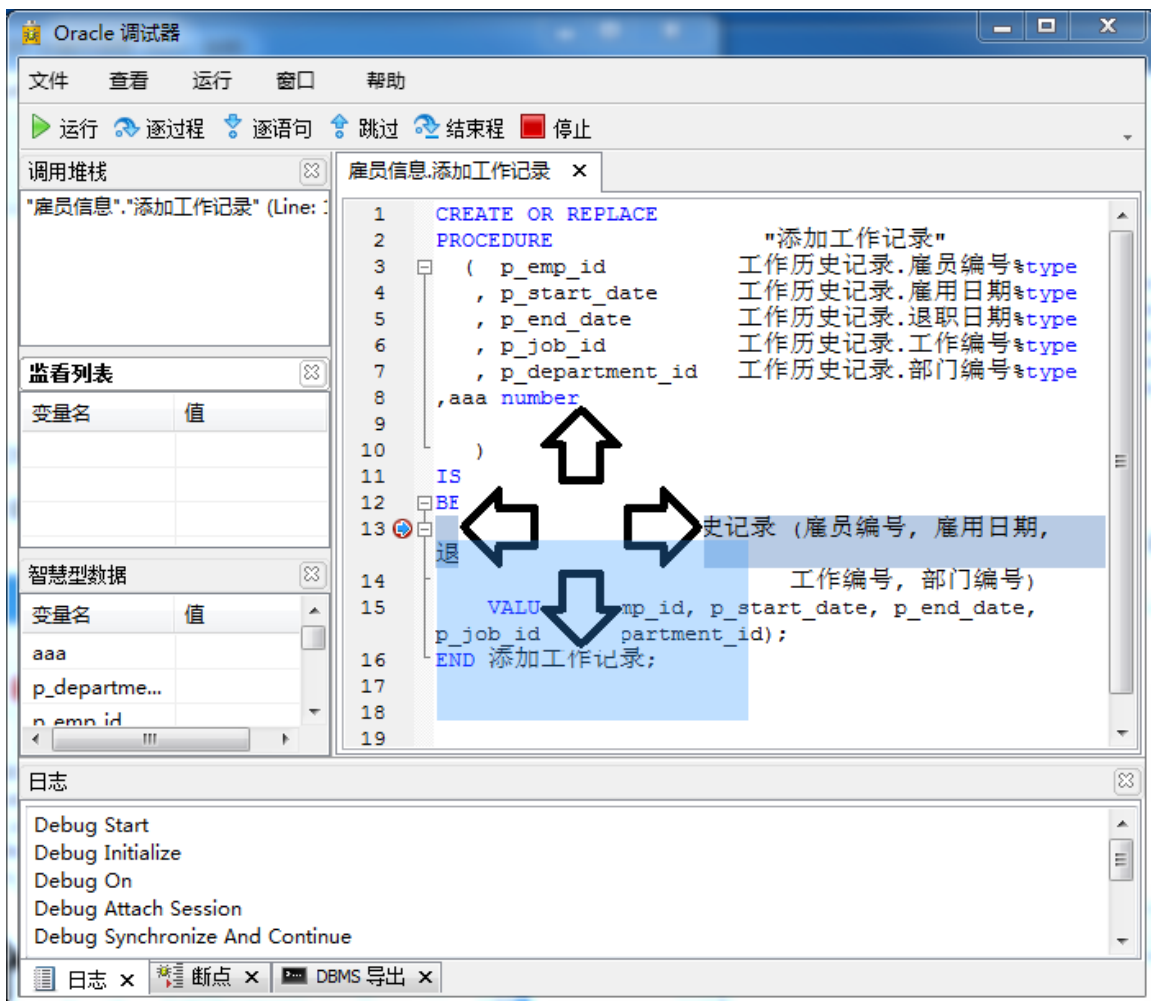 Oracle 调试器
文件 查看 运行 窗口 帮助
运行 逐过程 逐语句 跳过 结束程 停止
调用堆栈
"雇员信息"."添加工作记录" (Line:
监看列表
变量名 值
智慧型数据
变量名 值
aaa
p_departme...
p_emp_id
雇员信息.添加工作记录
1 CREATE OR REPLACE
2 PROCEDURE "添加工作记录"
3 ( p_emp_id 工作历史记录.雇员编号%type
4 , p_start_date 工作历史记录.雇用日期%type
5 , p_end_date 工作历史记录.退职日期%type
6 , p_job_id 工作历史记录.工作编号%type
7 , p_department_id 工作历史记录.部门编号%type
8 ,aaa number
9
10 )
11 IS
12 BE
13 史记录 (雇员编号, 雇用日期,
退
14 工作编号, 部门编号)
15 VALU mp_id, p_start_date, p_end_date,
p_job_id partment_id);
16 END 添加工作记录;
17
18
19
日志
Debug Start
Debug Initialize
Debug On
Debug Attach Session
Debug Synchronize And Continue
日志 断点 DBMS 导出